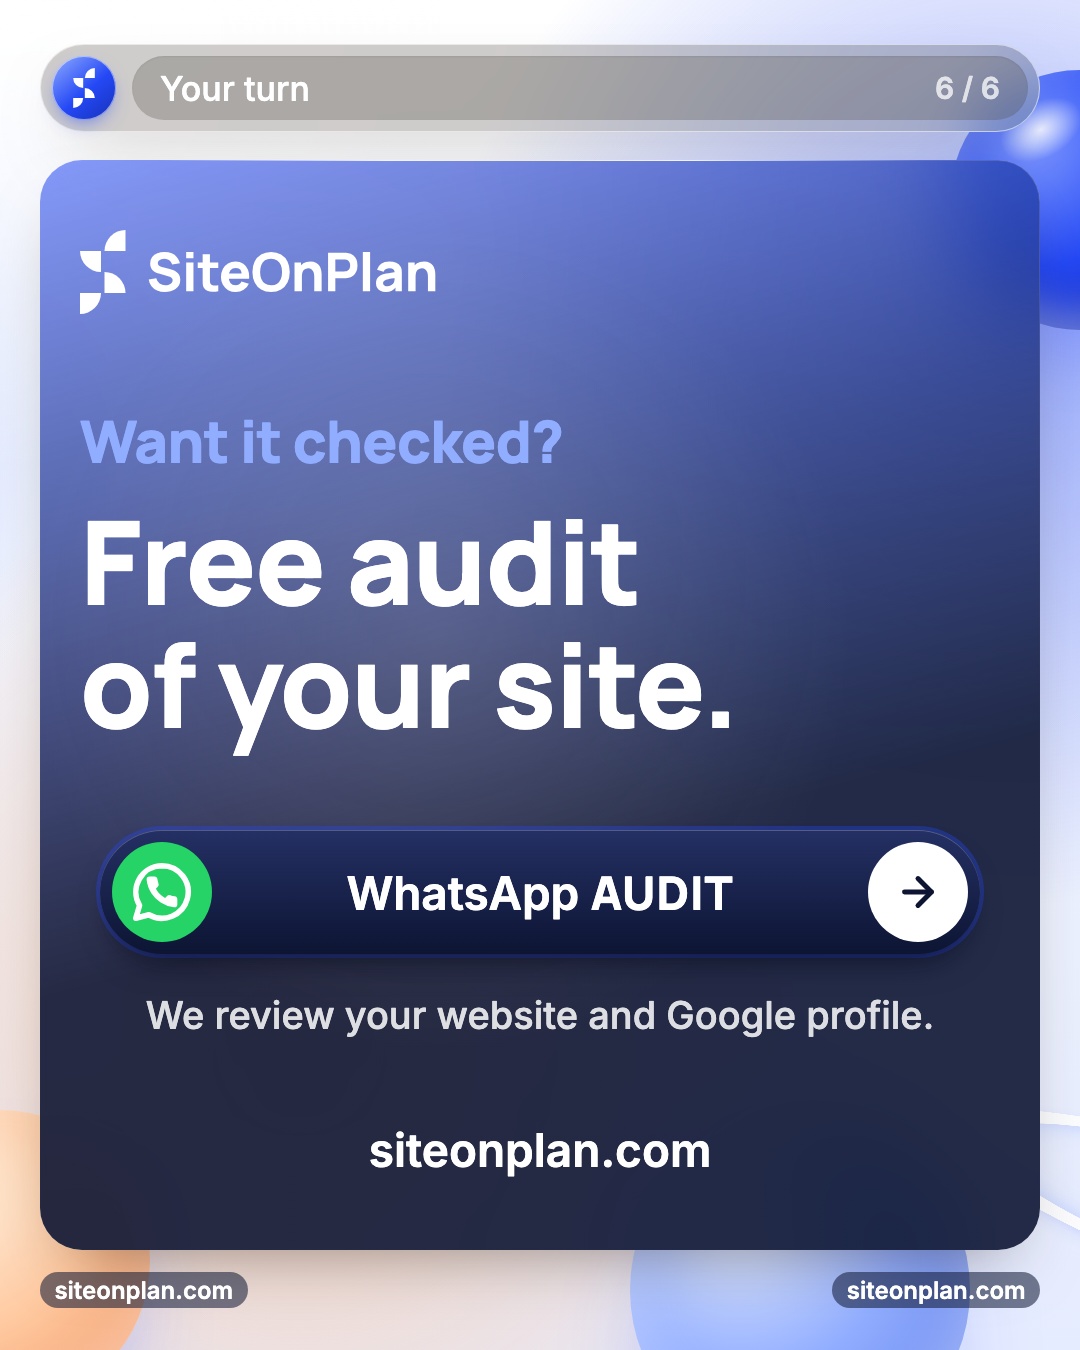 Your turn
6 / 6
SiteOnPlan
Want it checked?
Free audit
of your site.
WhatsApp AUDIT
We review your website and Google profile.
siteonplan.com
siteonplan.com
siteonplan.com